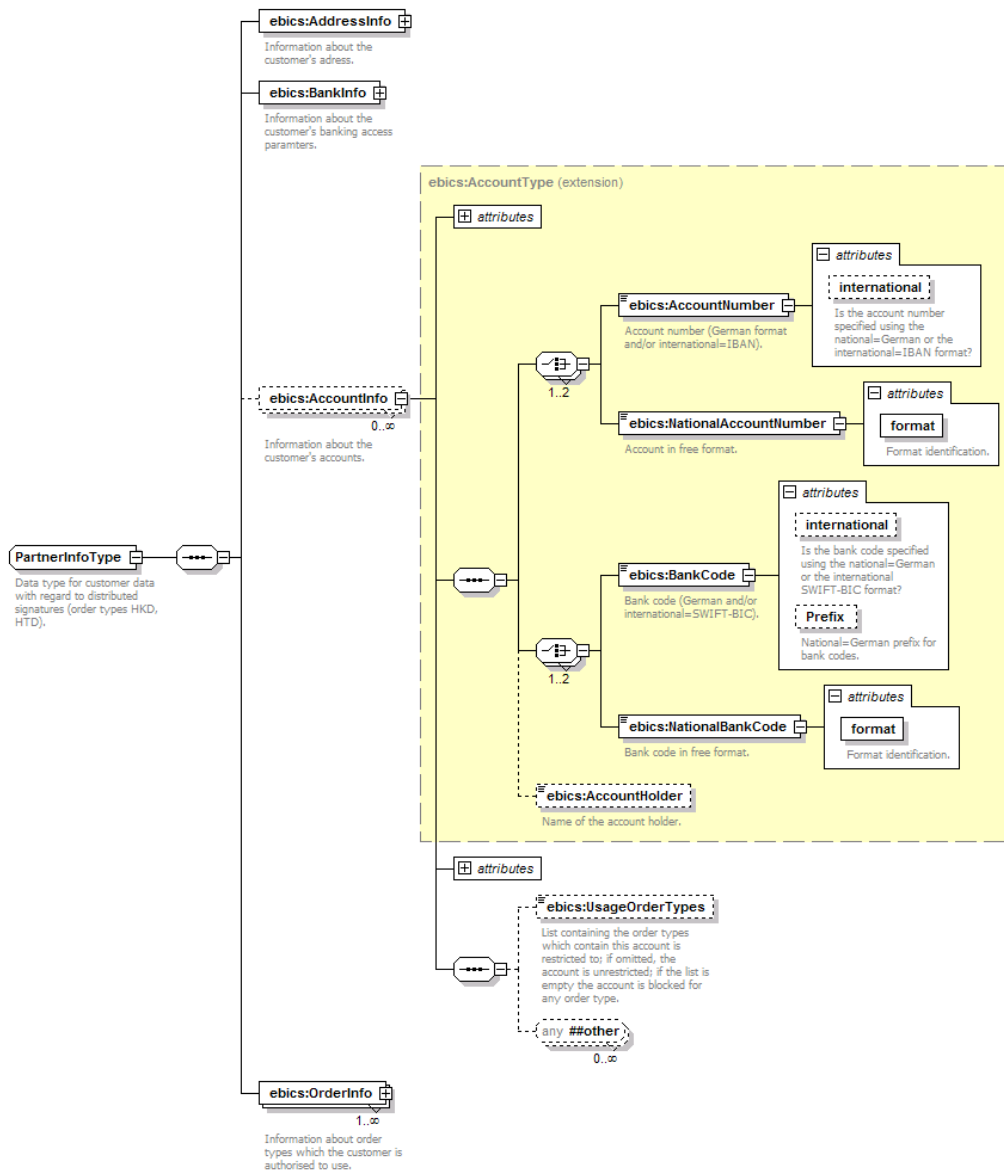 ebics:AddressInfo
Information about the
customer's adress.
ebics:BankInfo
Information about the
customer's banking access
paramters.
ebics:AccountType (extension)
attributes
attributes
international
Is the account number
specified using the
national=German or the
international=IBAN format?
ebics:AccountNumber
Account number (German format
and/or international=IBAN).
1..2
ebics:AccountInfo
0..∞
Information about the
customer's accounts.
attributes
format
Format identification.
ebics:NationalAccountNumber
Account in free format.
attributes
international
Is the bank code specified
using the national=German
or the international
SWIFT-BIC format?
Prefix
National=German prefix for
bank codes.
PartnerInfoType
Data type for customer data
with regard to distributed
signatures (order types HKD,
HTD).
ebics:BankCode
Bank code (German and/or
international=SWIFT-BIC).
1..2
attributes
format
Format identification.
ebics:NationalBankCode
Bank code in free format.
ebics:AccountHolder
Name of the account holder.
attributes
ebics:UsageOrderTypes
List containing the order types
which contain this account is
restricted to; if omitted, the
account is unrestricted; if the list is
empty the account is blocked for
any order type.
any ##other
0..∞
ebics:OrderInfo
1..∞
Information about order
types which the customer is
authorised to use.